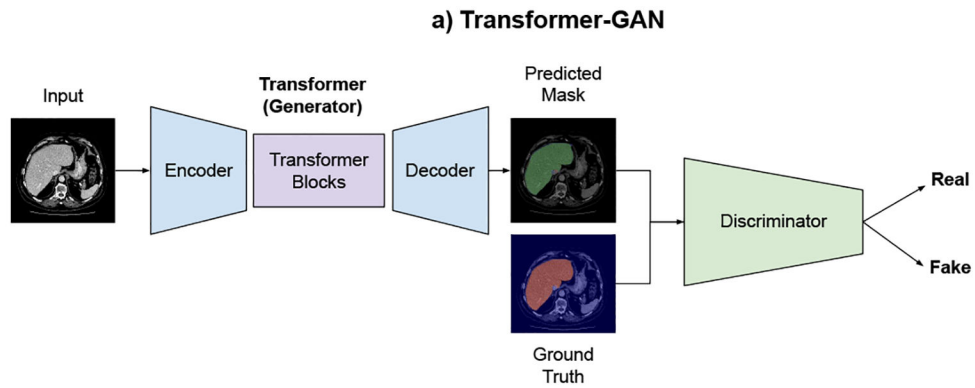 a) Transformer-GAN
Input
Transformer
(Generator)
Predicted
Mask
Encoder
Transformer
Blocks
Decoder
Discriminator
Real
Fake
Ground
Truth